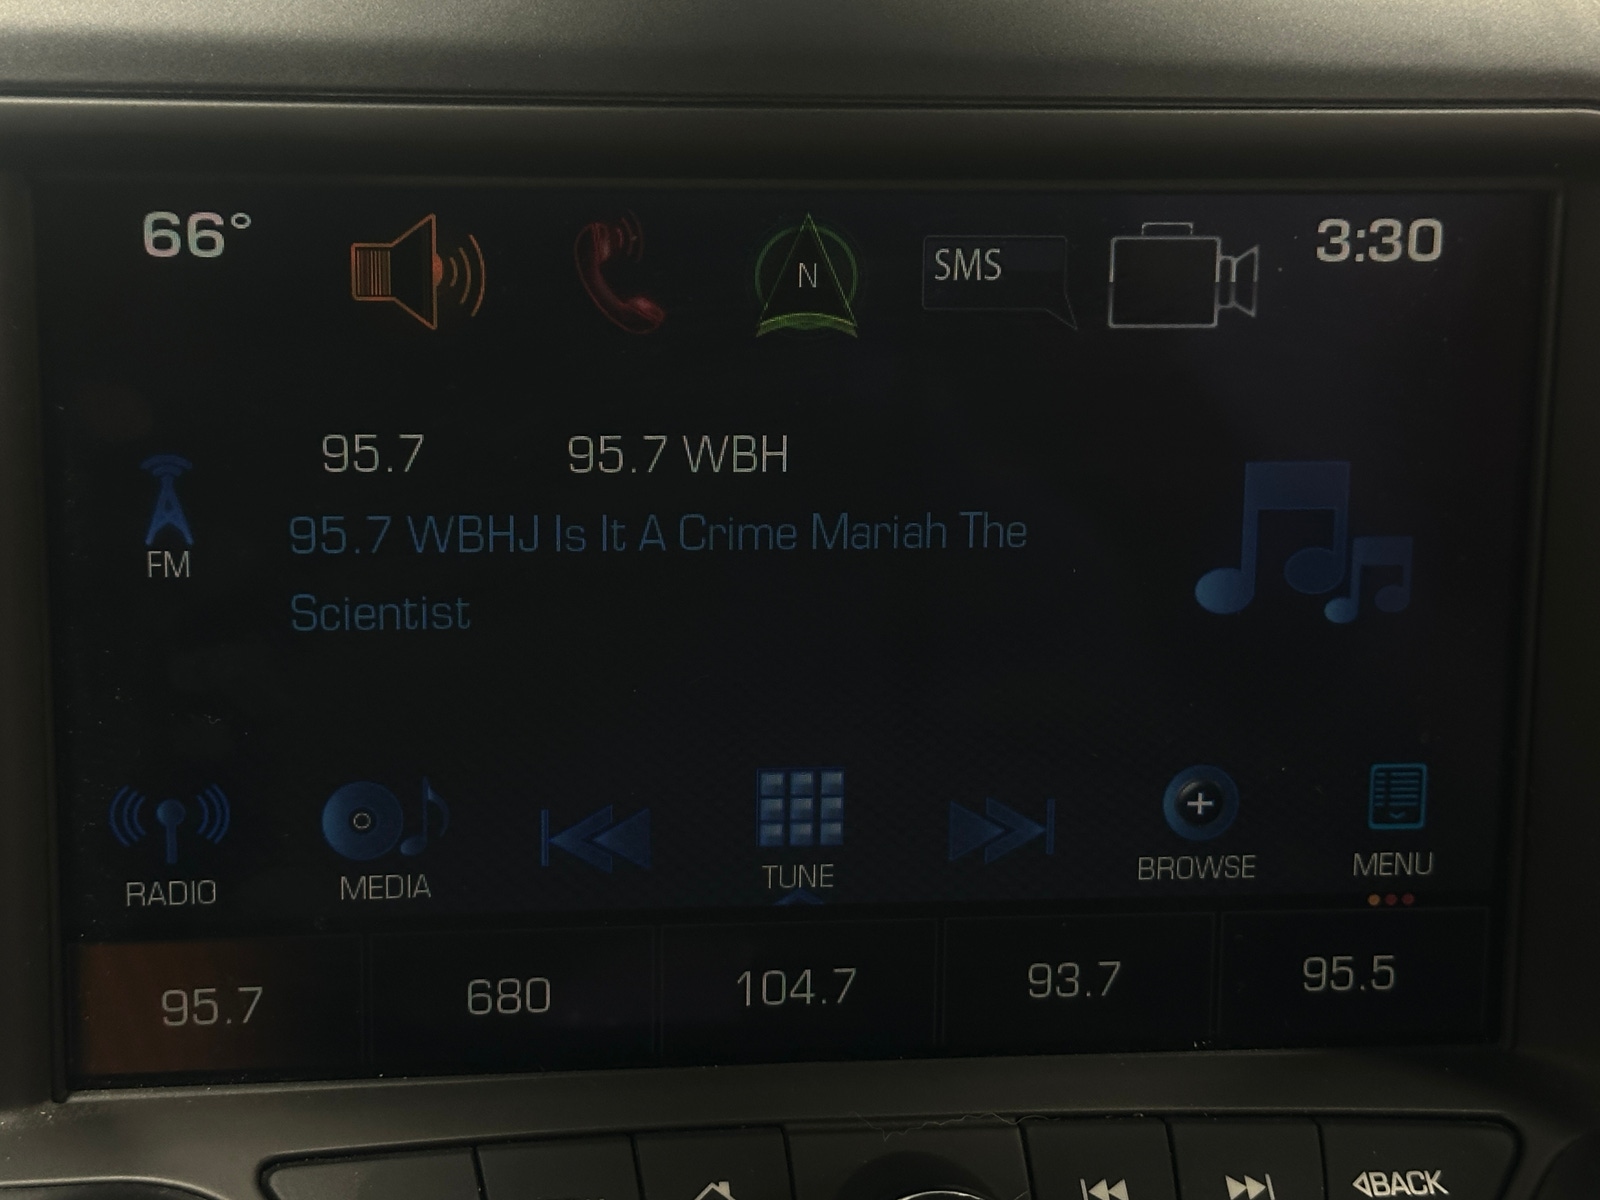 66° N SMS 3:30
95.7 95.7 WBH
95.7 WBHJ Is It A Crime Mariah The
Scientist
FM
RADIO MEDIA TUNE BROWSE MENU
95.7 680 104.7 93.7 95.5
BACK